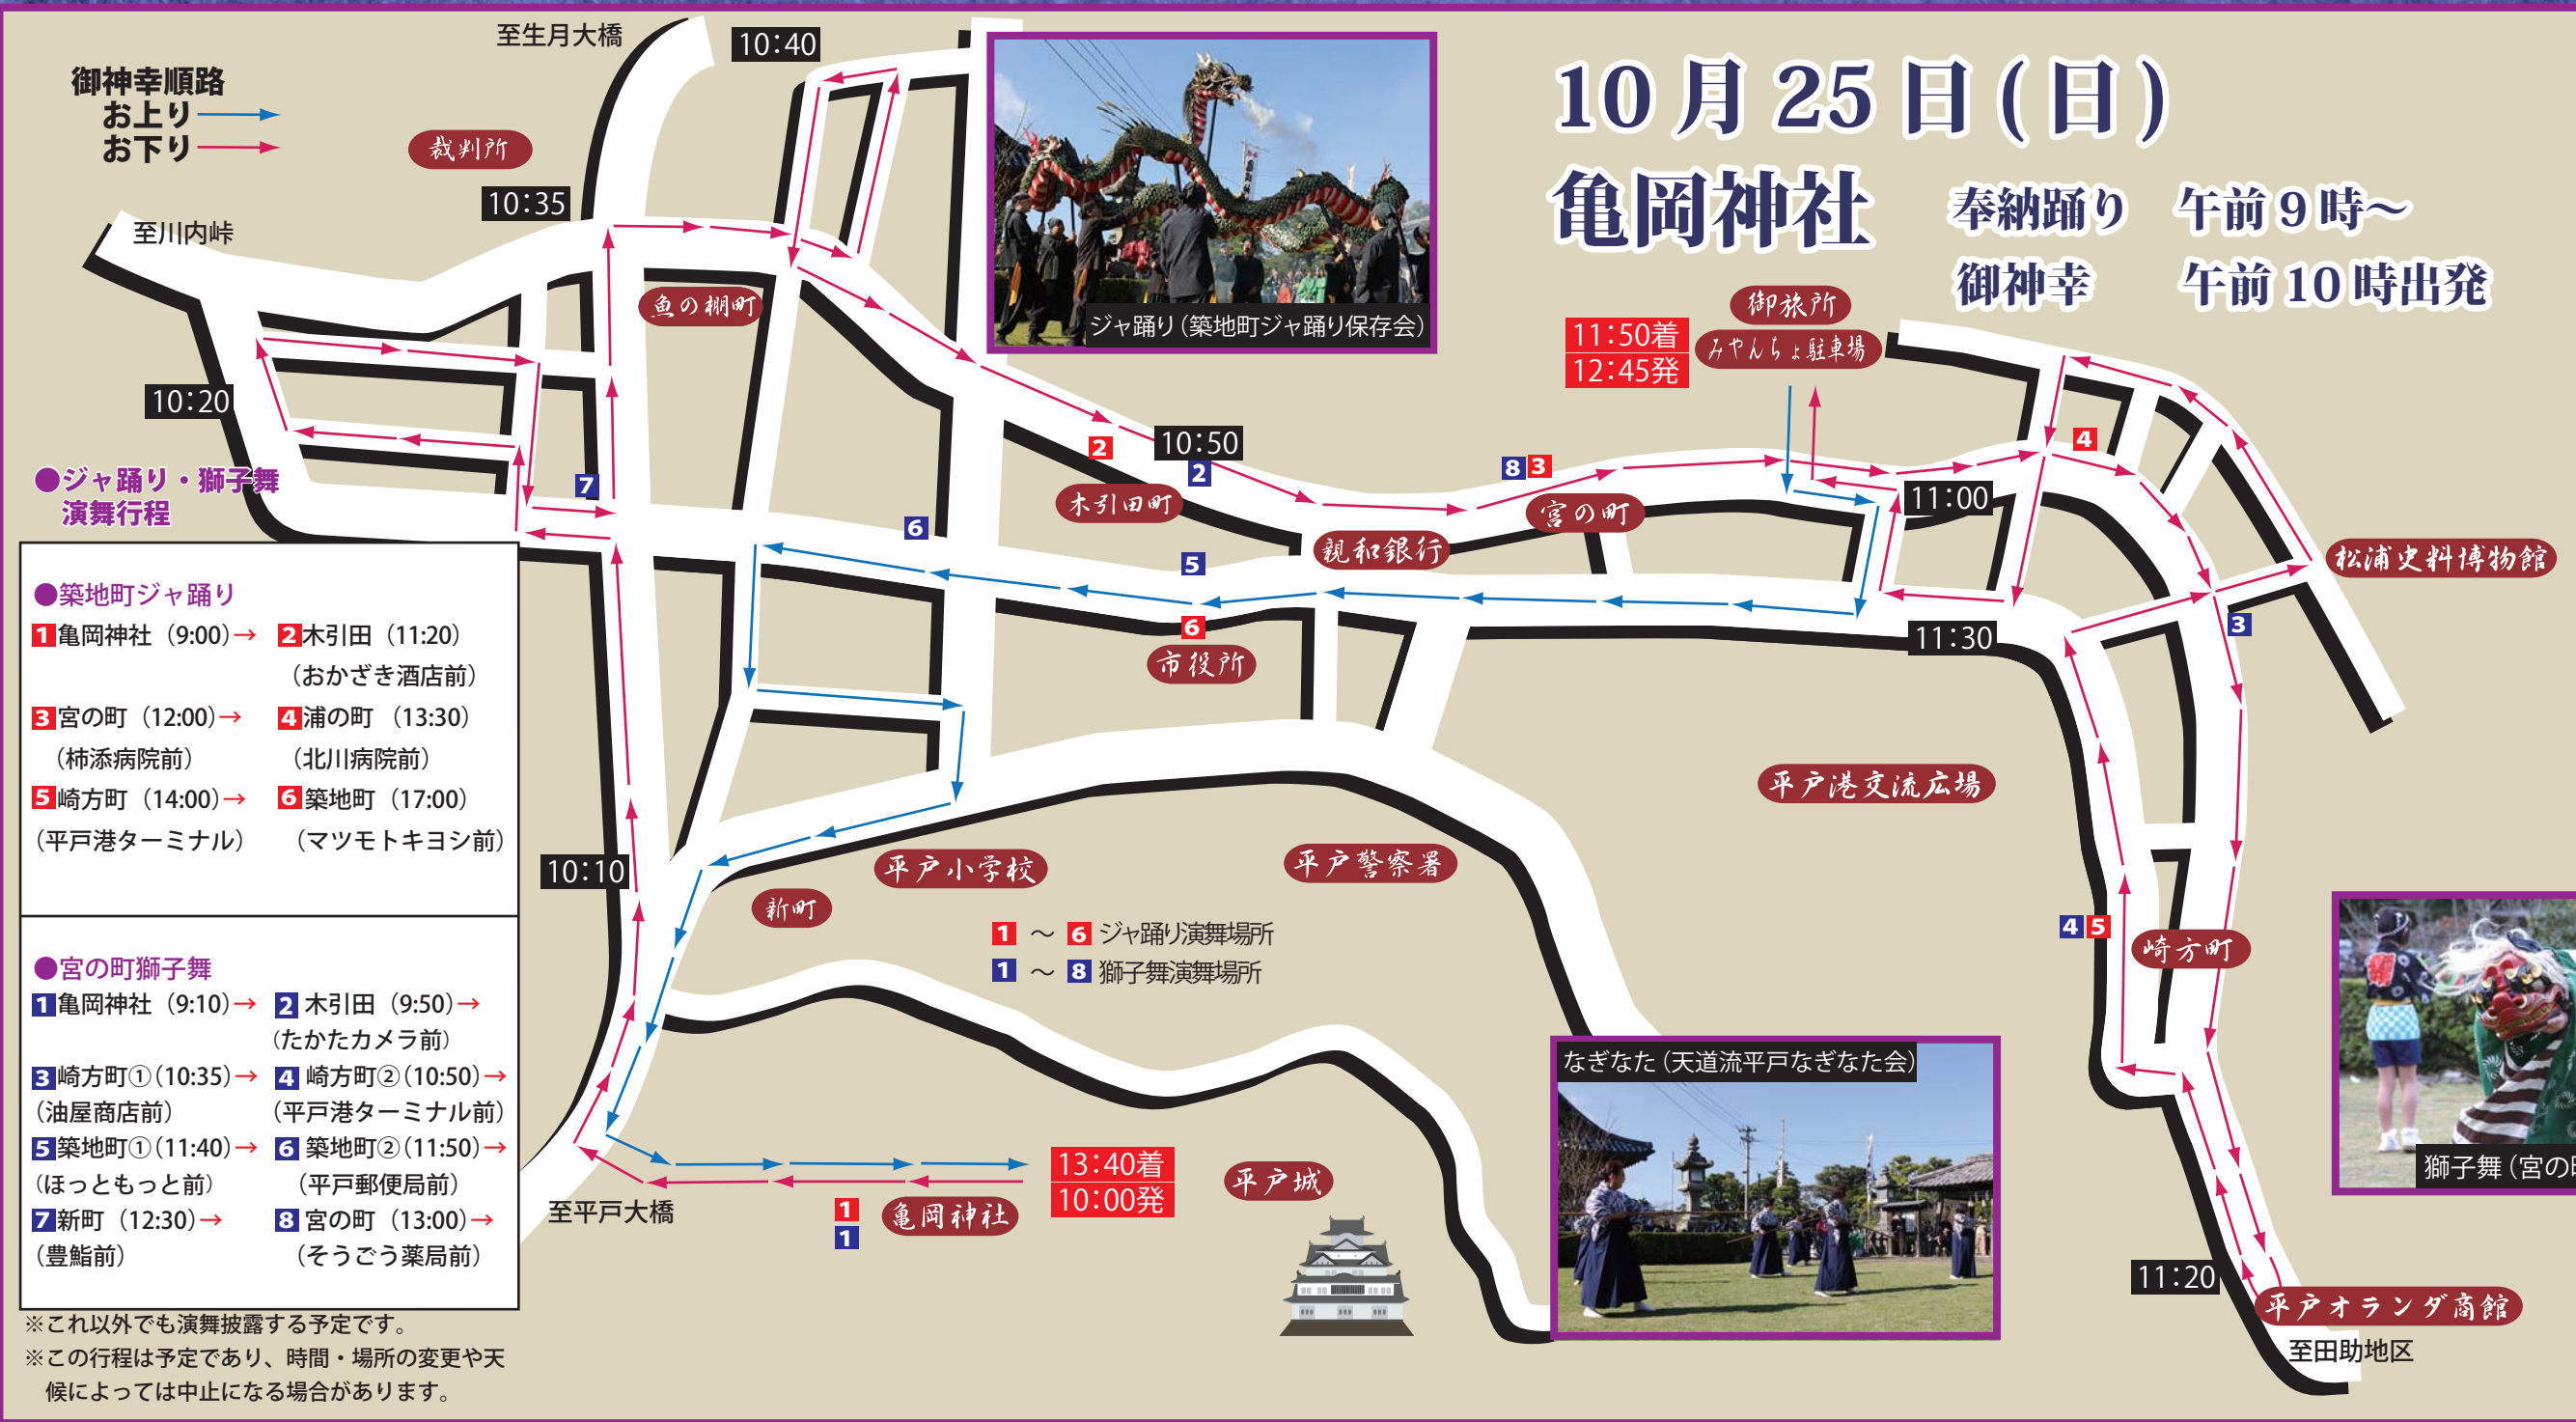 10月25日(日)
亀岡神社
奉納踊り 午前9時～
御神幸 午前10時出発
御神幸順路
お上り
お下り
至生月大橋
10:40
裁判所
10:35
至川内峠
魚の棚町
ジャ踊り（築地町ジャ踊り保存会）
御旅所
みやんちょ駐車場
11:50着
12:45発
10:20
2
10:50
2
木引田町
8 3
宮の町
4
11:00
7
6
5
親和銀行
松浦史料博物館
6
市役所
11:30
3
●ジャ踊り・獅子舞
演舞行程
●築地町ジャ踊り
1亀岡神社（9:00）→ 2木引田（11:20）
（おかざき酒店前）
3宮の町（12:00）→ 4浦の町（13:30）
（柿添病院前） （北川病院前）
5崎方町（14:00）→ 6築地町（17:00）
（平戸港ターミナル） （マツモトキヨシ前）
●宮の町獅子舞
1亀岡神社（9:10）→ 2 木引田（9:50）→
（たかたカメラ前）
3崎方町①（10:35）→ 4 崎方町②（10:50）→
（油屋商店前） （平戸港ターミナル前）
5築地町①（11:40）→ 6 築地町②（11:50）→
（ほっともっと前） （平戸郵便局前）
7新町（12:30）→ 8 宮の町（13:00）→
（豊鮨前） （そうごう薬局前）
※これ以外でも演舞披露する予定です。
※この行程は予定であり、時間・場所の変更や天
候によっては中止になる場合があります。
平戸港交流広場
10:10
平戸小学校
平戸警察署
新町
1 ～ 6 ジャ踊り演舞場所
1 ～ 8 獅子舞演舞場所
4 5
崎方町
なぎなた（天道流平戸なぎなた会）
獅子舞（宮の
13:40着
10:00発
平戸城
至平戸大橋
1
1
亀岡神社
11:20
平戸オランダ商館
至田助地区